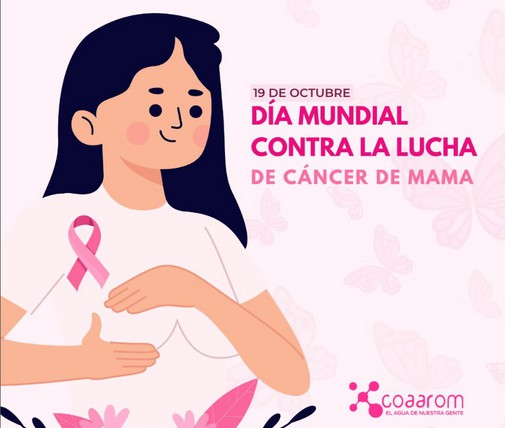 19 DE OCTUBRE
DÍA MUNDIAL
CONTRA LA LUCHA
DE CÁNCER DE MAMA
coaarom
EL AGUA DE NUESTRA GENTE